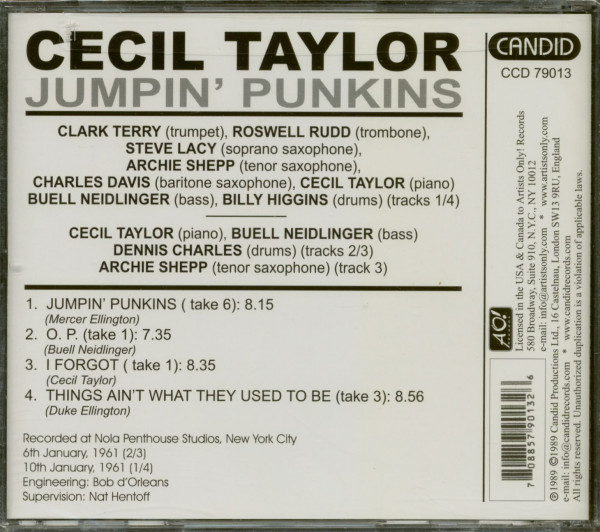 CECIL TAYLOR
JUMPIN' PUNKINS
CANDID
CCD 79013
CLARK TERRY (trumpet), ROSWELL RUDD (trombone),
STEVE LACY (soprano saxophone),
ARCHIE SHEPP (tenor saxophone),
CHARLES DAVIS (baritone saxophone), CECIL TAYLOR (piano)
BUELL NEIDLINGER (bass), BILLY HIGGINS (drums) (tracks 1/4)
CECIL TAYLOR (piano), BUELL NEIDLINGER (bass)
DENNIS CHARLES (drums) (tracks 2/3)
ARCHIE SHEPP (tenor saxophone) (track 3)
1. JUMPIN' PUNKINS ( take 6): 8.15
(Mercer Ellington)
2. O. P. (take 1): 7.35
(Buell Neidlinger)
3. I FORGOT ( take 1): 8.35
(Cecil Taylor)
4. THINGS AIN'T WHAT THEY USED TO BE (take 3): 8.56
(Duke Ellington)
Recorded at Nola Penthouse Studios, New York City
6th January, 1961 (2/3)
10th January, 1961 (1/4)
Engineering: Bob d'Orleans
Supervision: Nat Hentoff
AO!
Licensed in the USA & Canada to Artists Only! Records
580 Broadway, Suite 910, N.Y.C., NY 10012
e-mail: info@artistsonly.com * www.artistsonly.com
℗1989 ©1989 Candid Productions Ltd., 16 Castelnau, London SW13 9RU, England
e-mail: info@candidrecords.com * www.candidrecords.com
All rights reserved. Unauthorized duplication is a violation of applicable laws.
7 08857 90132 6